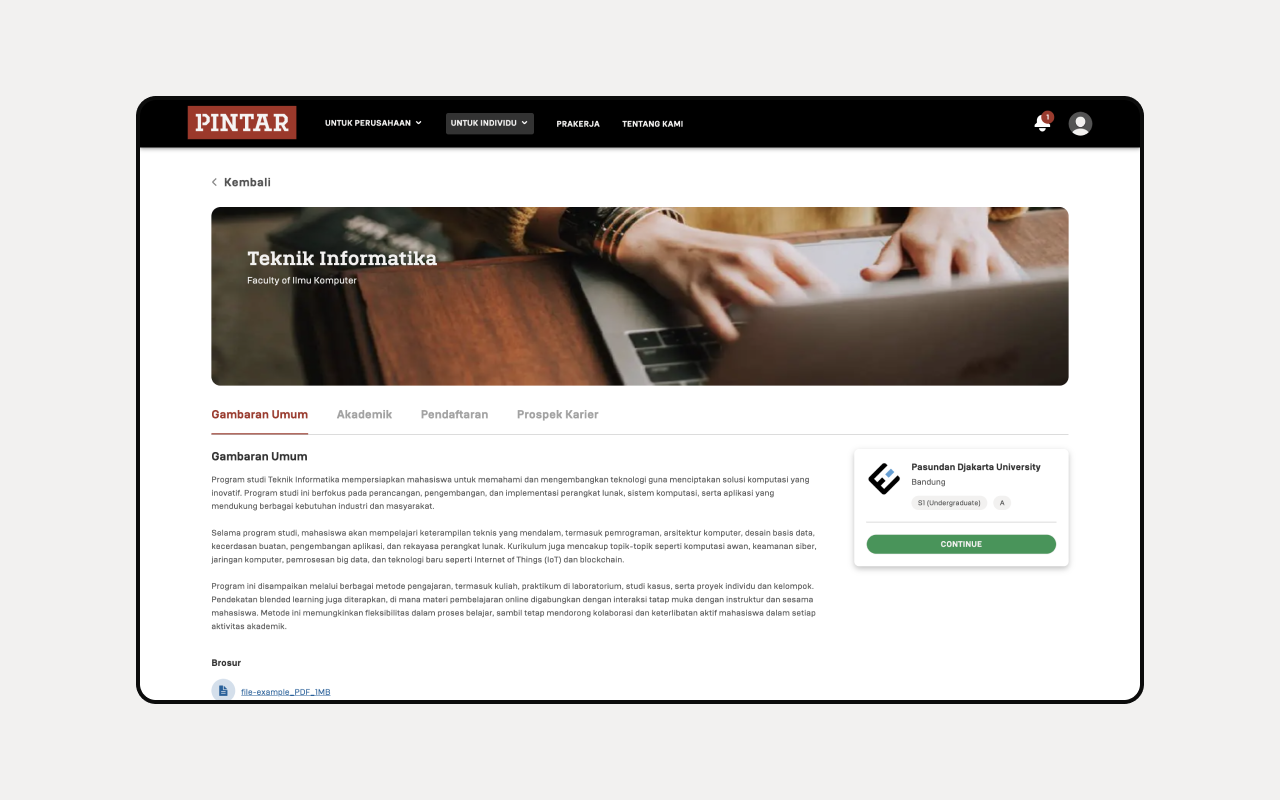 PINTAR
UNTUK PERUSAHAAN
UNTUK INDIVIDU
PRAKERJA
TENTANG KAMI
1
Kembali
Teknik Informatika
Faculty of Ilmu Komputer
Gambaran Umum
Akademik
Pendaftaran
Prospek Karier
Gambaran Umum
Program studi Teknik Informatika mempersiapkan mahasiswa untuk memahami dan mengembangkan teknologi guna menciptakan solusi komputasi yang
inovatif. Program studi ini berfokus pada perancangan, pengembangan, dan implementasi perangkat lunak, sistem komputasi, serta aplikasi yang
mendukung berbagai kebutuhan industri dan masyarakat.
Selama program studi, mahasiswa akan mempelajari keterampilan teknis yang mendalam, termasuk pemrograman, arsitektur komputer, desain basis data,
kecerdasan buatan, pengembangan aplikasi, dan rekayasa perangkat lunak. Kurikulum juga mencakup topik-topik seperti komputasi awan, keamanan siber,
jaringan komputer, pemrosesan big data, dan teknologi baru seperti Internet of Things (IoT) dan blockchain.
Program ini disampaikan melalui berbagai metode pengajaran, termasuk kuliah, praktikum di laboratorium, studi kasus, serta proyek individu dan kelompok.
Pendekatan blended learning juga diterapkan, di mana materi pembelajaran online digabungkan dengan interaksi tatap muka dengan instruktur dan sesama
mahasiswa. Metode ini memungkinkan fleksibilitas dalam proses belajar, sambil tetap mendorong kolaborasi dan keterlibatan aktif mahasiswa dalam setiap
aktivitas akademik.
Brosur
file-example_PDF_1MB
Pasundan Djakarta University
Bandung
S1 (Undergraduate)
A
CONTINUE